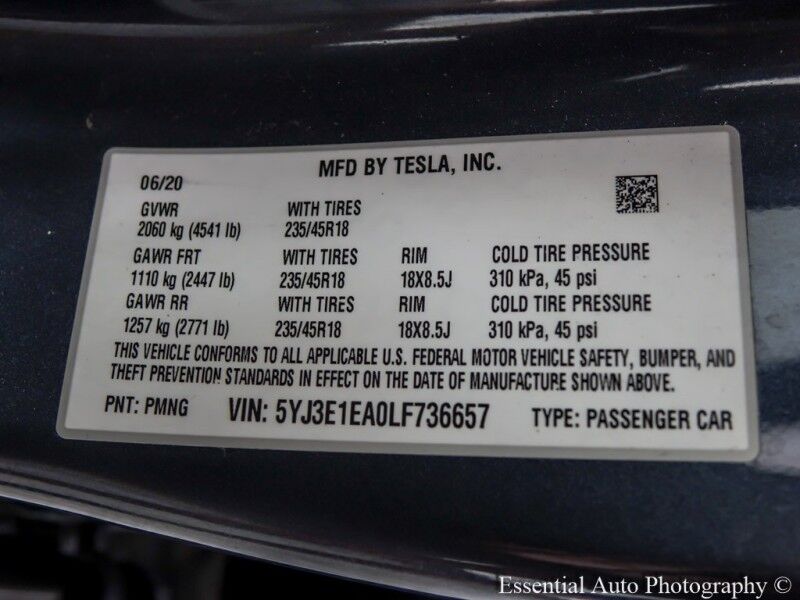 MFD BY TESLA, INC.
06/20
GVWR WITH TIRES
2060 kg (4541 lb) 235/45R18
GAWR FRT WITH TIRES RIM COLD TIRE PRESSURE
1110 kg (2447 lb) 235/45R18 18X8.5J 310 kPa, 45 psi
GAWR RR WITH TIRES RIM COLD TIRE PRESSURE
1257 kg (2771 lb) 235/45R18 18X8.5J 310 kPa, 45 psi
THIS VEHICLE CONFORMS TO ALL APPLICABLE U.S. FEDERAL MOTOR VEHICLE SAFETY, BUMPER, AND
THEFT PREVENTION STANDARDS IN EFFECT ON THE DATE OF MANUFACTURE SHOWN ABOVE.
PNT: PMNG VIN: 5YJ3E1EA0LF736657 TYPE: PASSENGER CAR
Essential Auto Photography ©